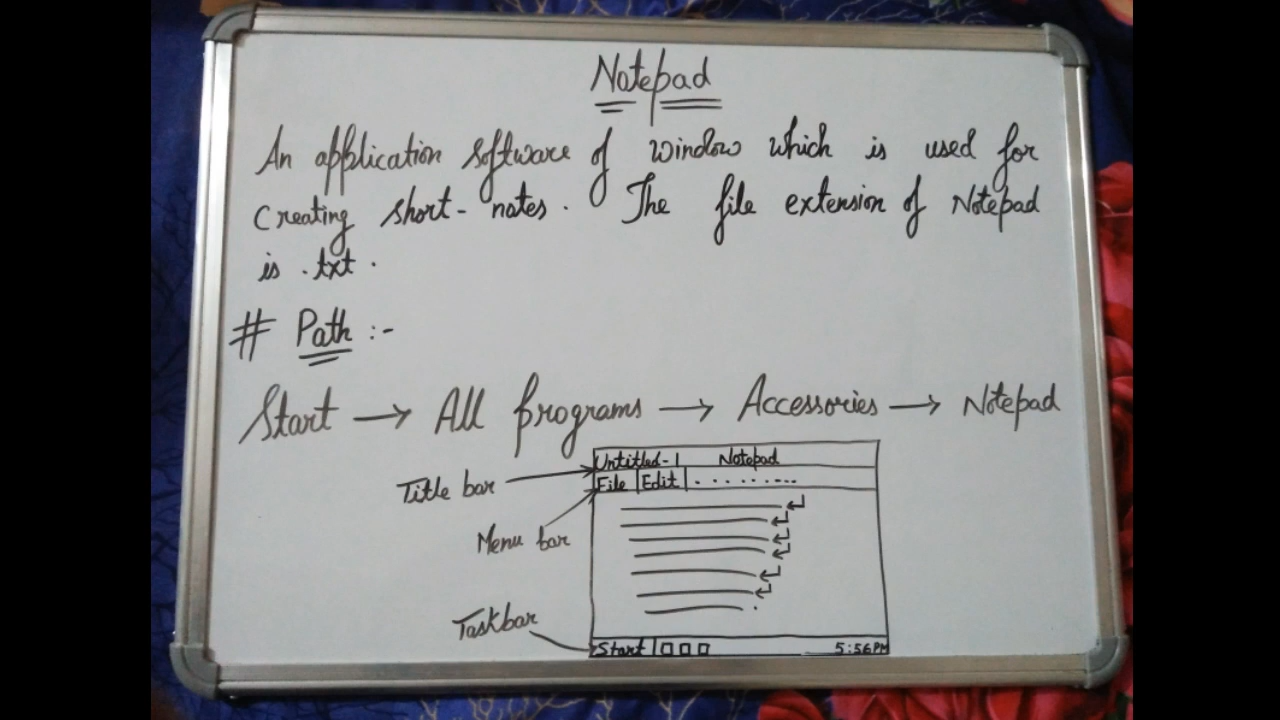 Notepad
An application software of window which is used for
creating short-notes. The file extension of Notepad
is .txt.
# Path :-
Start → All programs → Accessories → Notepad
Untitled-1 Notepad
Title bar
File Edit ..........
Menu bar
Taskbar
Start 5:56PM